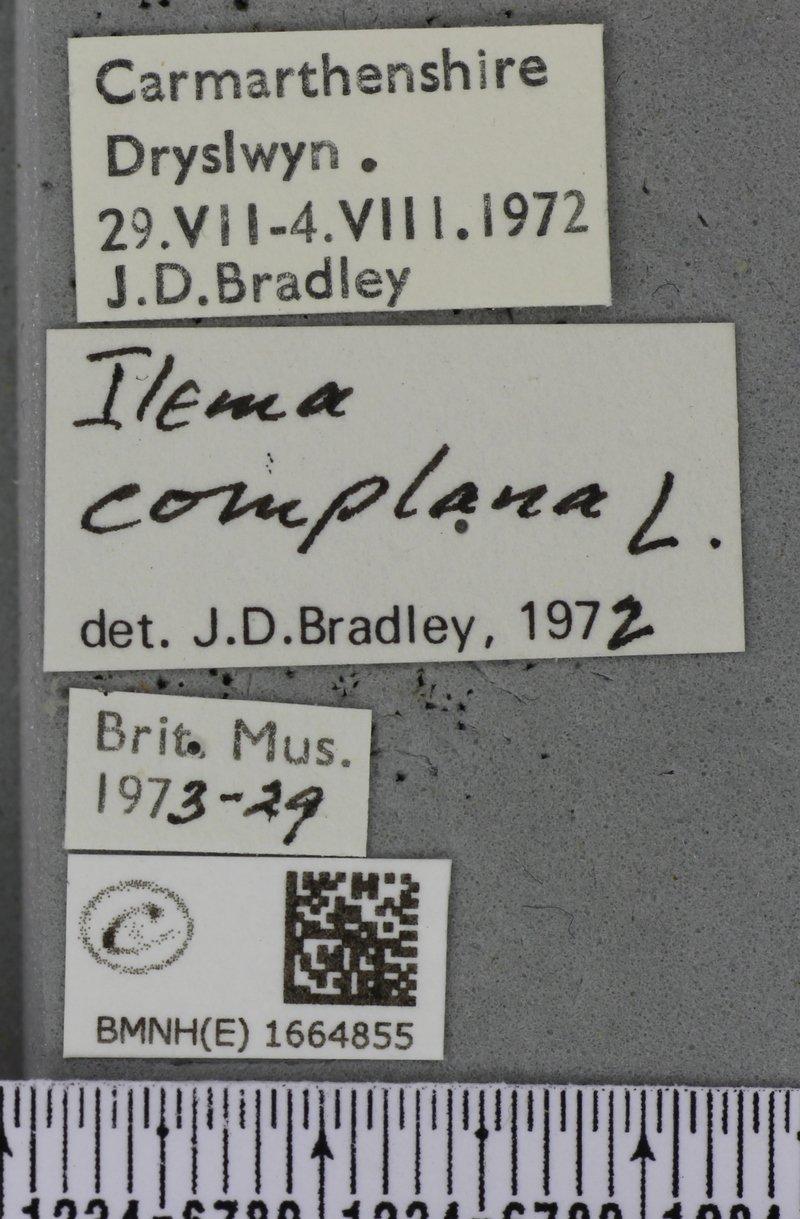 Carmarthenshire
Dryslwyn.
29.VII-4.VIII.1972
J.D.Bradley
Ilema
complana L.
det. J.D.Bradley, 1972
Brit. Mus.
1973-29
C
BMNH(E) 1664855